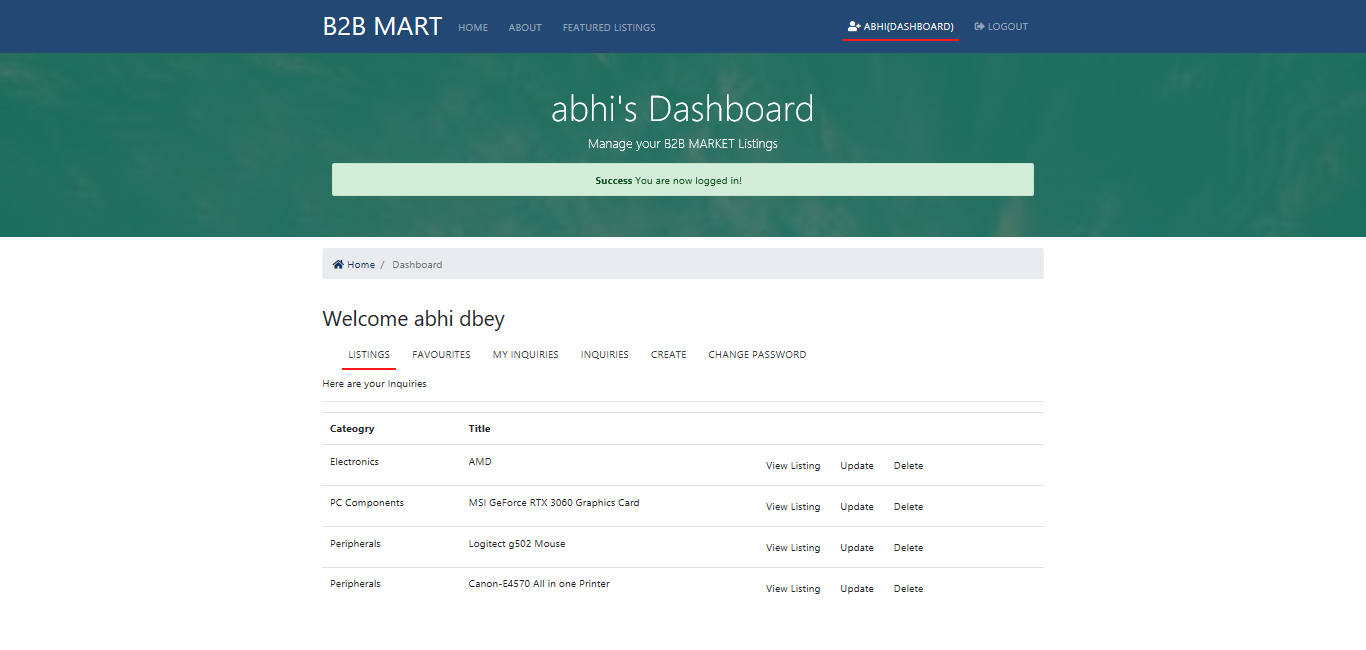 B2B MART HOME ABOUT FEATURED LISTINGS ABHI(DASHBOARD) LOGOUT
abhi's Dashboard
Manage your B2B MARKET Listings
Success You are now logged in!
Home / Dashboard
Welcome abhi dbey
LISTINGS FAVOURITES MY INQUIRIES INQUIRIES CREATE CHANGE PASSWORD
Here are your Inquiries
Cateogry Title
Electronics AMD View Listing Update Delete
PC Components MSI GeForce RTX 3060 Graphics Card View Listing Update Delete
Peripherals Logitect g502 Mouse View Listing Update Delete
Peripherals Canon-E4570 All in one Printer View Listing Update Delete